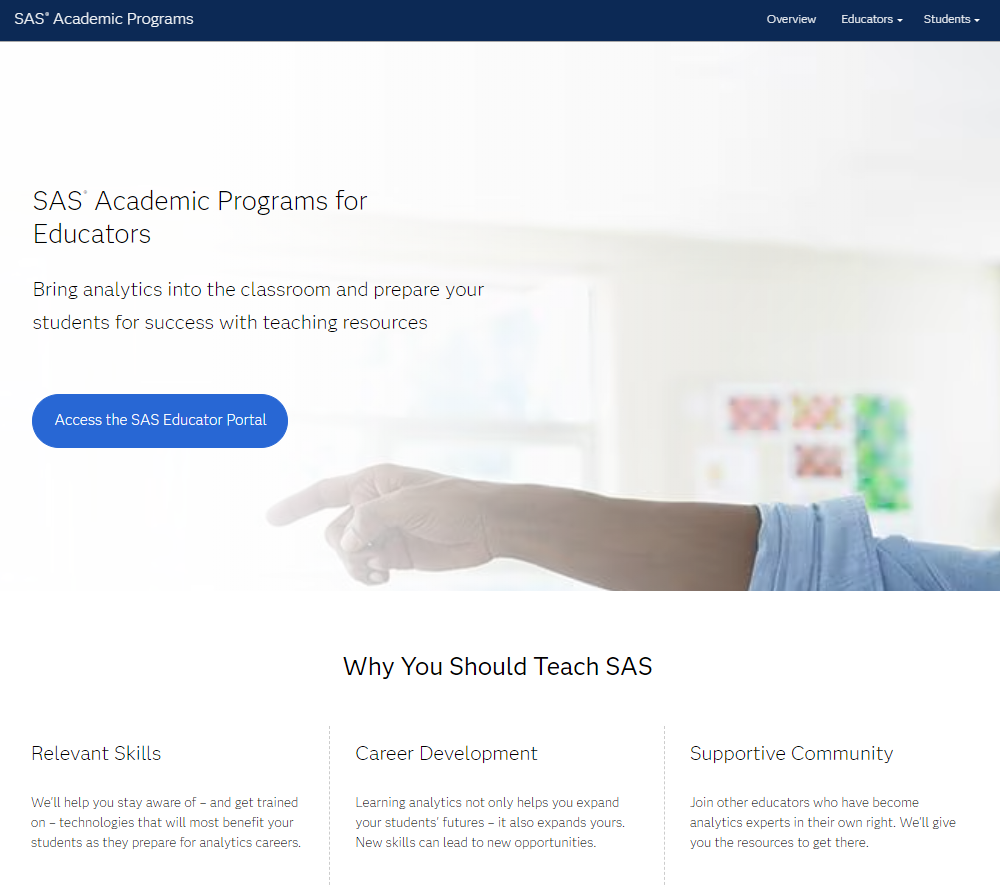 SAS® Academic Programs
Overview
Educators
Students
SAS® Academic Programs for
Educators
Bring analytics into the classroom and prepare your
students for success with teaching resources
Access the SAS Educator Portal
Why You Should Teach SAS
Relevant Skills
We'll help you stay aware of – and get trained
on – technologies that will most benefit your
students as they prepare for analytics careers.
Career Development
Learning analytics not only helps you expand
your students' futures – it also expands yours.
New skills can lead to new opportunities.
Supportive Community
Join other educators who have become
analytics experts in their own right. We'll give
you the resources to get there.